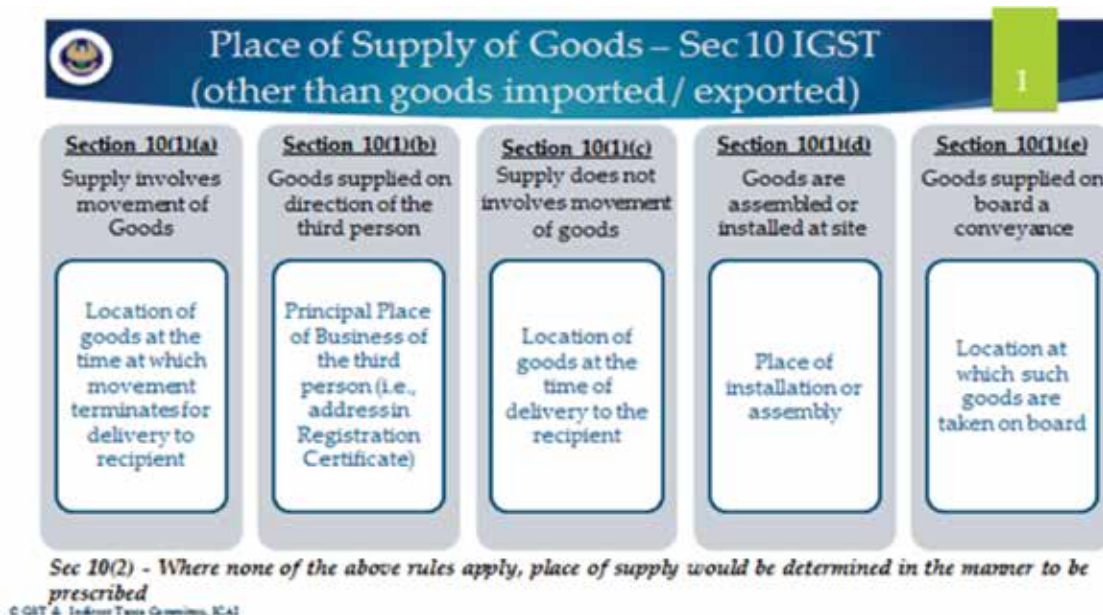 Place of Supply of Goods – Sec 10 IGST
(other than goods imported / exported)
1
Section 10(1)(a)
Supply involves
movement of
Goods
Location of
goods at the
time at which
movement
terminates for
delivery to
recipient
Section 10(1)(b)
Goods supplied on
direction of the
third person
Principal Place
of Business of
the third
person (i.e.,
address in
Registration
Certificate)
Section 10(1)(c)
Supply does not
involves movement
of goods
Location of
goods at the
time of
delivery to the
recipient
Section 10(1)(d)
Goods are
assembled or
installed at site
Place of
installation or
assembly
Section 10(1)(e)
Goods supplied on
board a
conveyance
Location at
which such
goods are
taken on board
Sec 10(2) - Where none of the above rules apply, place of supply would be determined in the manner to be
prescribed
© GST & Indirect Taxes Committee, ICAI